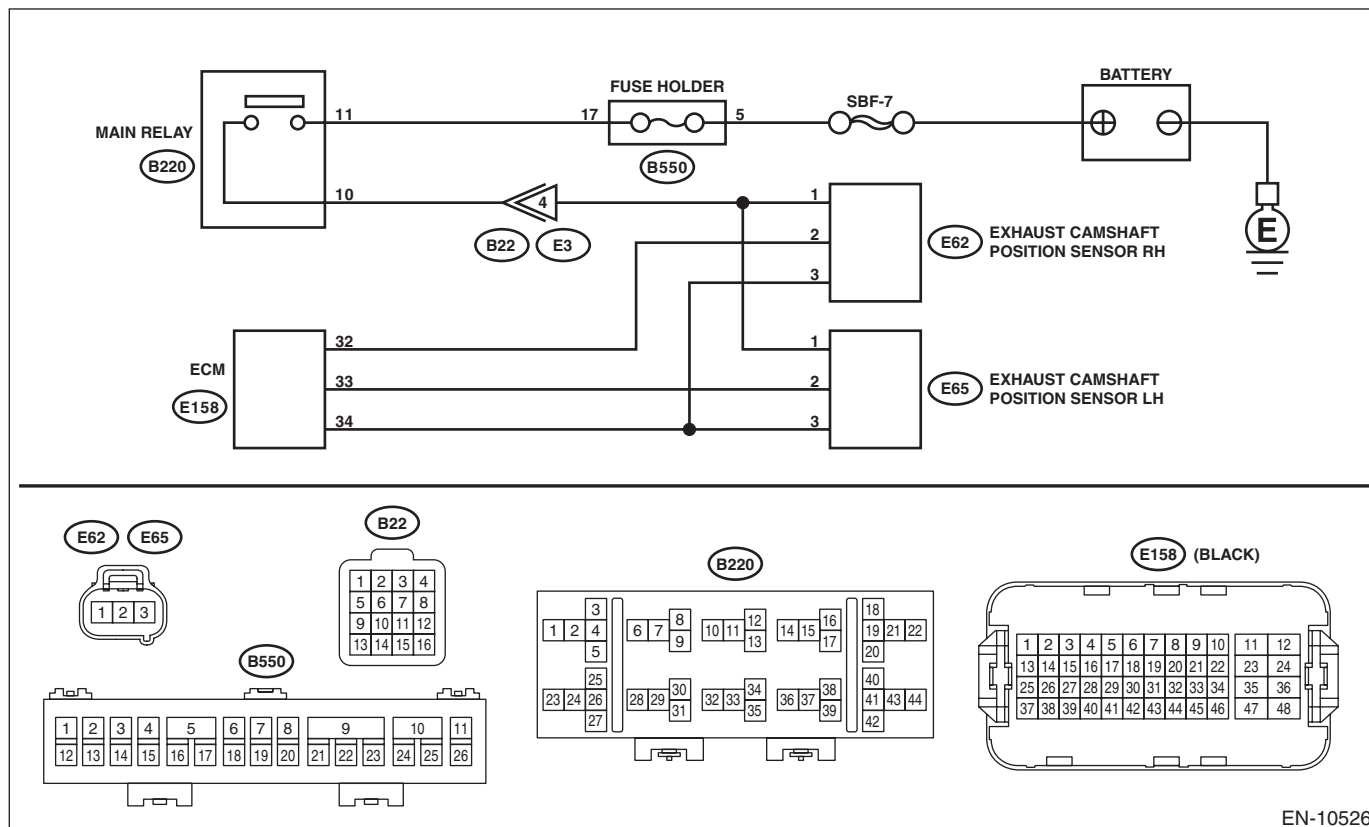 BATTERY
FUSE HOLDER
SBF-7
11
17
5
MAIN RELAY
B220
B550
10
4
1
B22
E3
2
E62
EXHAUST CAMSHAFT
POSITION SENSOR RH
E
3
32
1
ECM
33
2
E65
EXHAUST CAMSHAFT
POSITION SENSOR LH
E158
34
3
E62 E65
1 2 3
B22
1 2 3 4
5 6 7 8
9 10 11 12
13 14 15 16
B550
1 2 3 4 5 6 7 8 9 10 11
12 13 14 15 16 17 18 19 20 21 22 23 24 25 26
B220
3 8 12 16 18
1 2 4 6 7 10 11 14 15 19 21 22
5 9 13 17 20
25 30 34 38 40
23 24 26 28 29 32 33 36 37 41 43 44
27 31 35 39 42
E158 (BLACK)
1 2 3 4 5 6 7 8 9 10 11 12
13 14 15 16 17 18 19 20 21 22 23 24
25 26 27 28 29 30 31 32 33 34 35 36
37 38 39 40 41 42 43 44 45 46 47 48
EN-10526